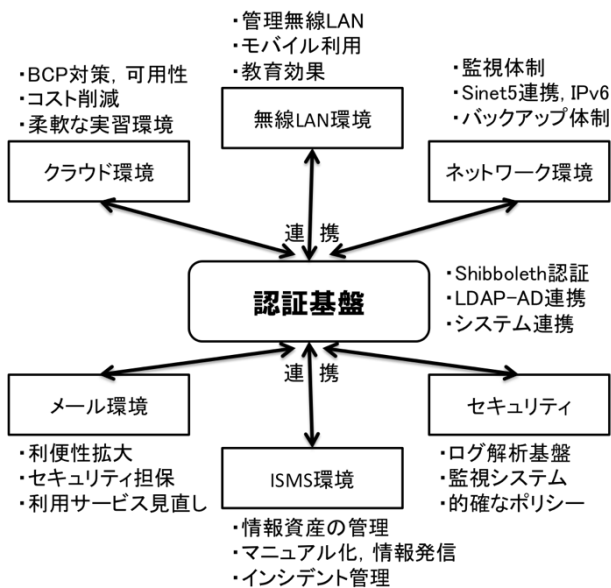 ・管理無線LAN
・モバイル利用
・教育効果
無線LAN環境
・BCP対策, 可用性
・コスト削減
・柔軟な実習環境
クラウド環境
・監視体制
・Sinet5連携, IPv6
・バックアップ体制
ネットワーク環境
連携
認証基盤
・Shibboleth認証
・LDAP-AD連携
・システム連携
連携
メール環境
・利便性拡大
・セキュリティ担保
・利用サービス見直し
ISMS環境
・情報資産の管理
・マニュアル化, 情報発信
・インシデント管理
セキュリティ
・ログ解析基盤
・監視システム
・的確なポリシー